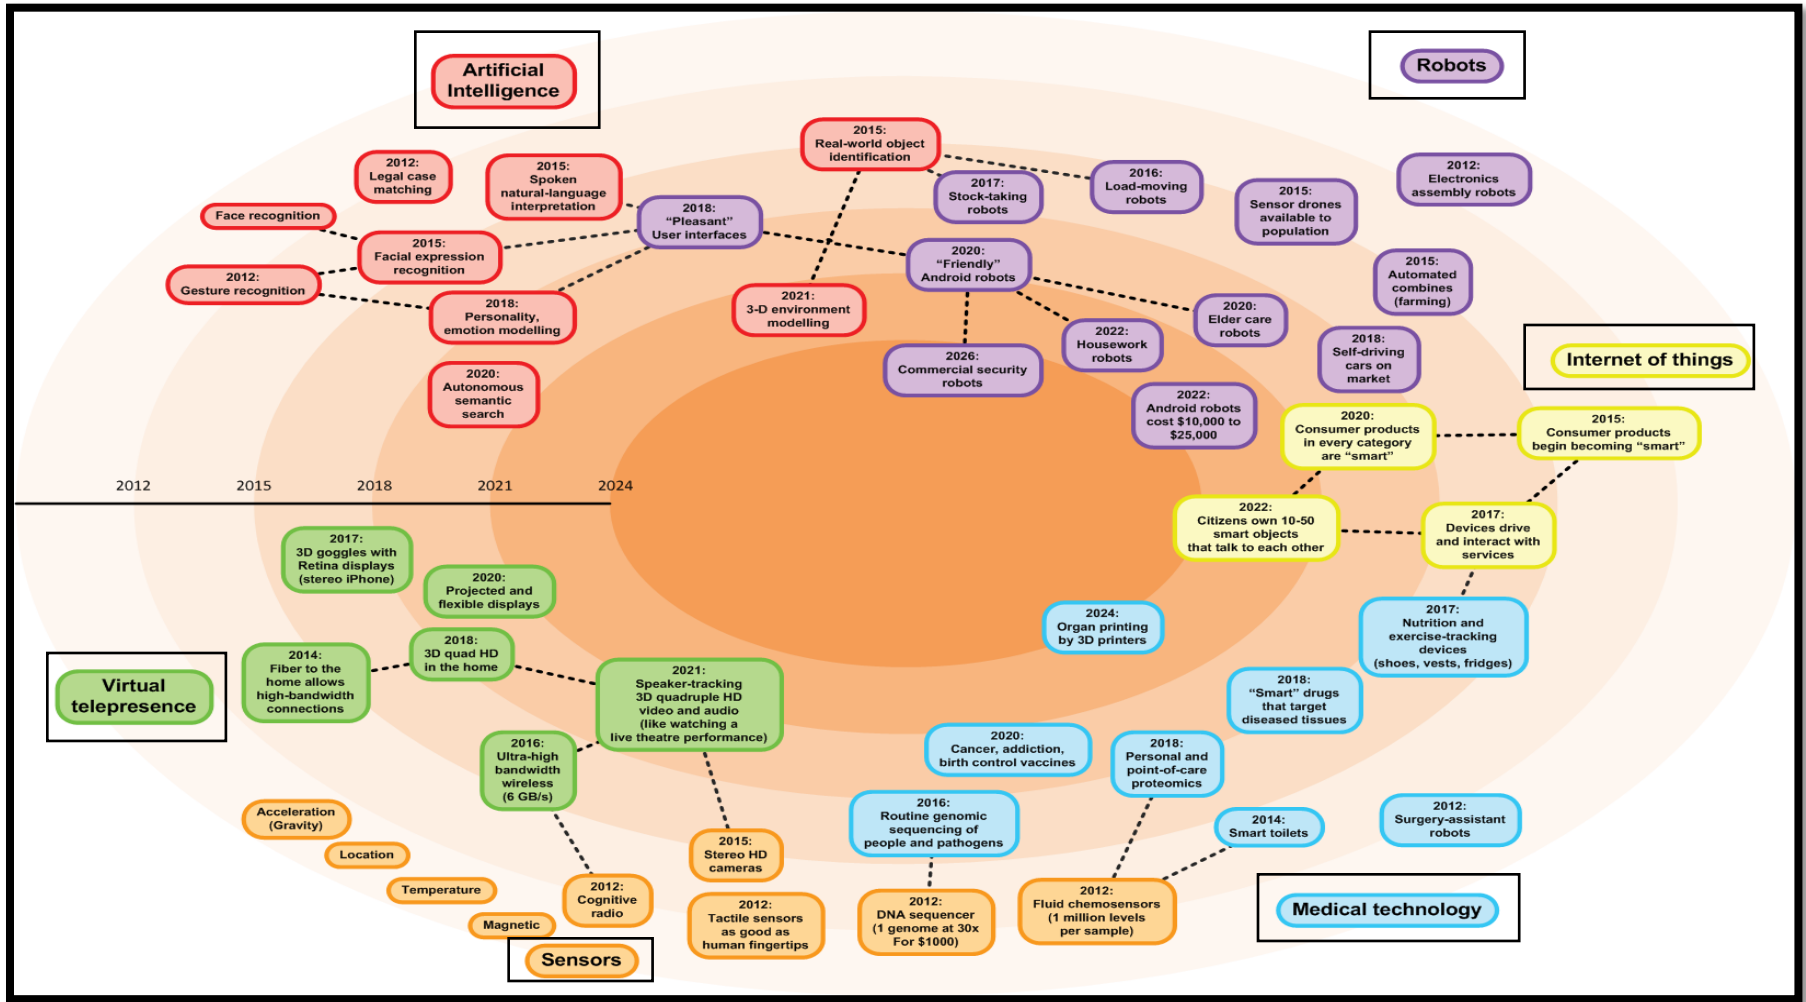 Artificial
Intelligence
Robots
2015:
Real-world object
identification
2012:
Legal case
matching
2015:
Spoken
natural-language
interpretation
2018:
“Pleasant”
User interfaces
2017:
Stock-taking
robots
2016:
Load-moving
robots
2015:
Sensor drones
available to
population
2012:
Electronics
assembly robots
Face recognition
2015:
Facial expression
recognition
2012:
Gesture recognition
2018:
Personality,
emotion modelling
2020:
Autonomous
semantic
search
2021:
3-D environment
modelling
2020:
“Friendly”
Android robots
2026:
Commercial security
robots
2022:
Housework
robots
2020:
Elder care
robots
2015:
Automated
combines
(farming)
2018:
Self-driving
cars on
market
2022:
Android robots
cost $10,000 to
$25,000
Internet of things
2020:
Consumer products
in every category
are “smart”
2015:
Consumer products
begin becoming “smart”
2022:
Citizens own 10-50
smart objects
that talk to each other
2017:
Devices drive
and interact with
services
2012
2015
2018
2021
2024
2017:
3D goggles with
Retina displays
(stereo iPhone)
2020:
Projected and
flexible displays
2014:
Fiber to the
home allows
high-bandwidth
connections
2018:
3D quad HD
in the home
2021:
Speaker-tracking
3D quadruple HD
video and audio
(like watching a
live theatre performance)
2016:
Ultra-high
bandwidth
wireless
(6 GB/s)
Virtual
telepresence
2024:
Organ printing
by 3D printers
2017:
Nutrition and
exercise-tracking
devices
(shoes, vests, fridges)
2018:
“Smart” drugs
that target
diseased tissues
2020:
Cancer, addiction,
birth control vaccines
2018:
Personal and
point-of-care
proteomics
2016:
Routine genomic
sequencing of
people and pathogens
2014:
Smart toilets
2012:
Surgery-assistant
robots
Medical technology
Acceleration
(Gravity)
Location
Temperature
Magnetic
2012:
Cognitive
radio
2015:
Stereo HD
cameras
2012:
Tactile sensors
as good as
human fingertips
2012:
DNA sequencer
(1 genome at 30x
For $1000)
2012:
Fluid chemosensors
(1 million levels
per sample)
Sensors